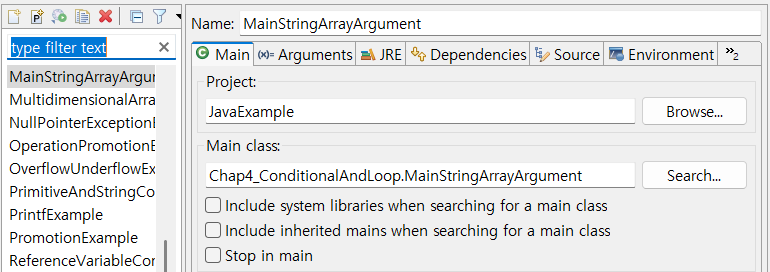 Name: MainStringArrayArgument
type filter text
Main
(x)= Arguments
JRE
Dependencies
Source
Environment
»2
MainStringArrayArgur
MultidimensionalArra
NullPointerExceptionF
OperationPromotionE
OverflowUnderflowEx
PrimitiveAndStringCo
PrintfExample
PromotionExample
ReferenceVariableCor
Project:
JavaExample
Browse...
Main class:
Chap4_ConditionalAndLoop.MainStringArrayArgument
Search...
Include system libraries when searching for a main class
Include inherited mains when searching for a main class
Stop in main